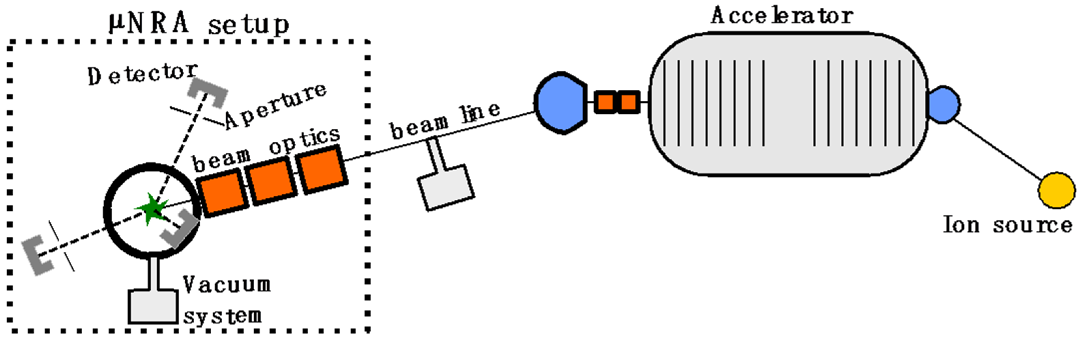 μNRA setup
Accelerator
Detector
Aperture
beam line
beam optics
Ion source
Vacuum
system